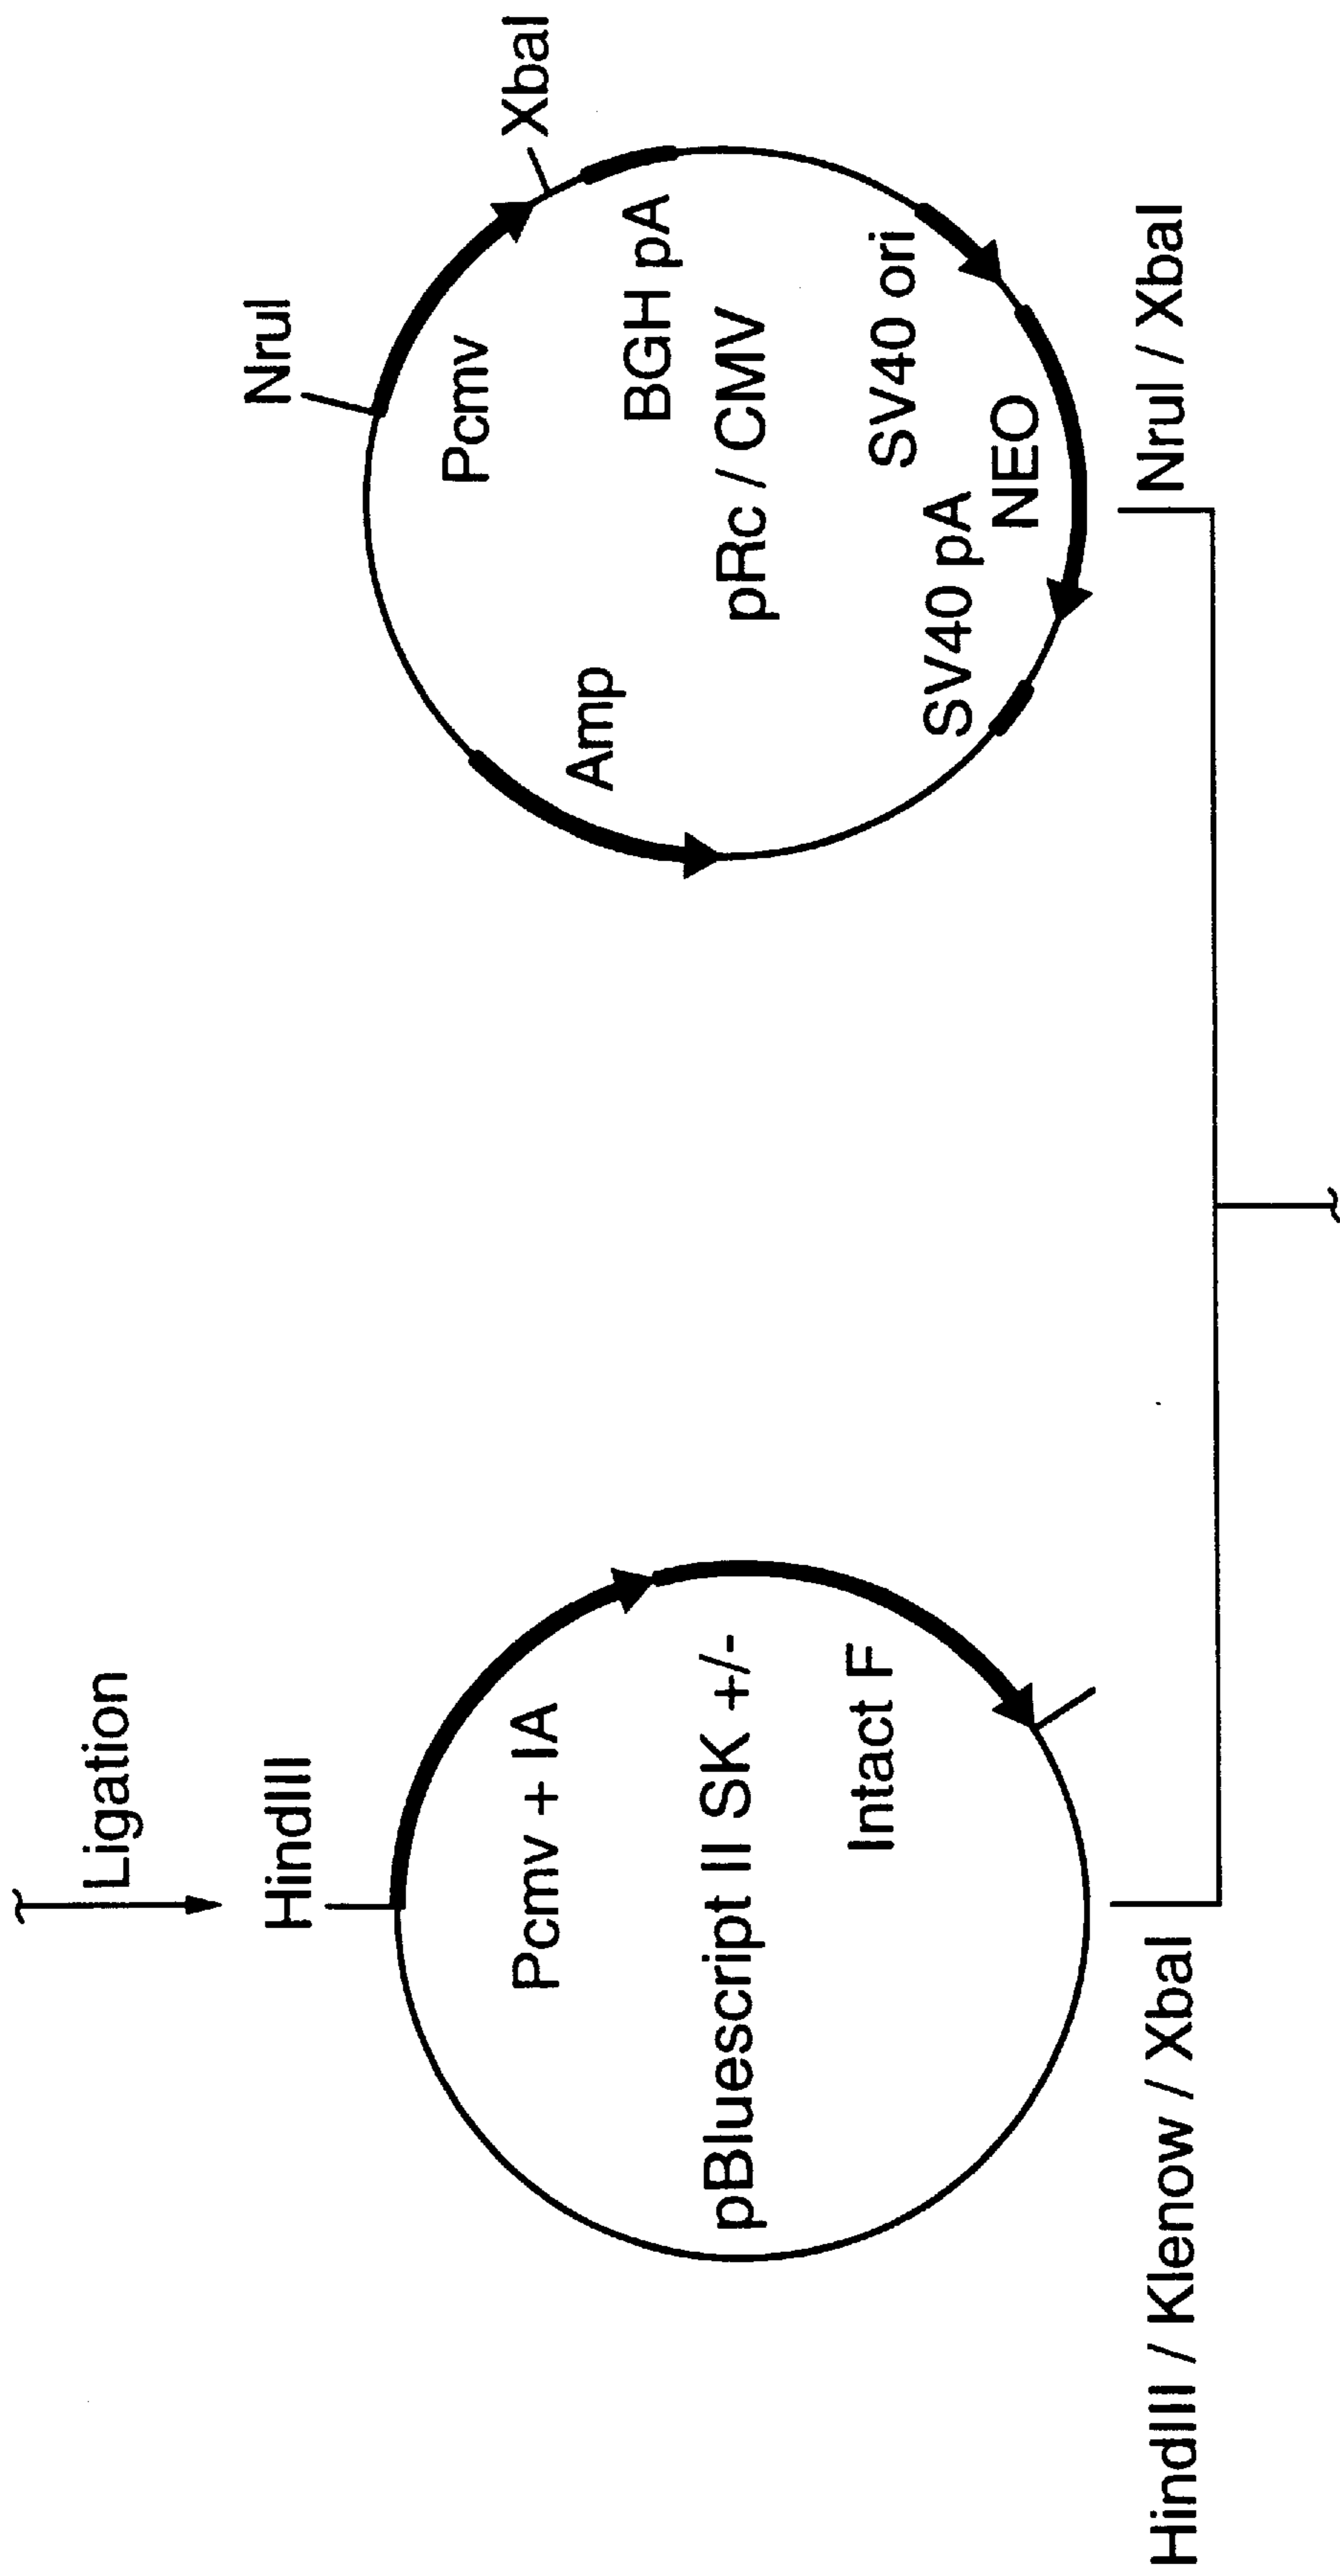 Ligation
HindIII
Pcmv + IA
pBluescript II SK +/-
Intact F
HindIII / Klenow / XbaI
NruI
XbaI
Pcmv
Amp
BGH pA
pRc / CMV
SV40 ori
SV40 pA
NEO
NruI / XbaI